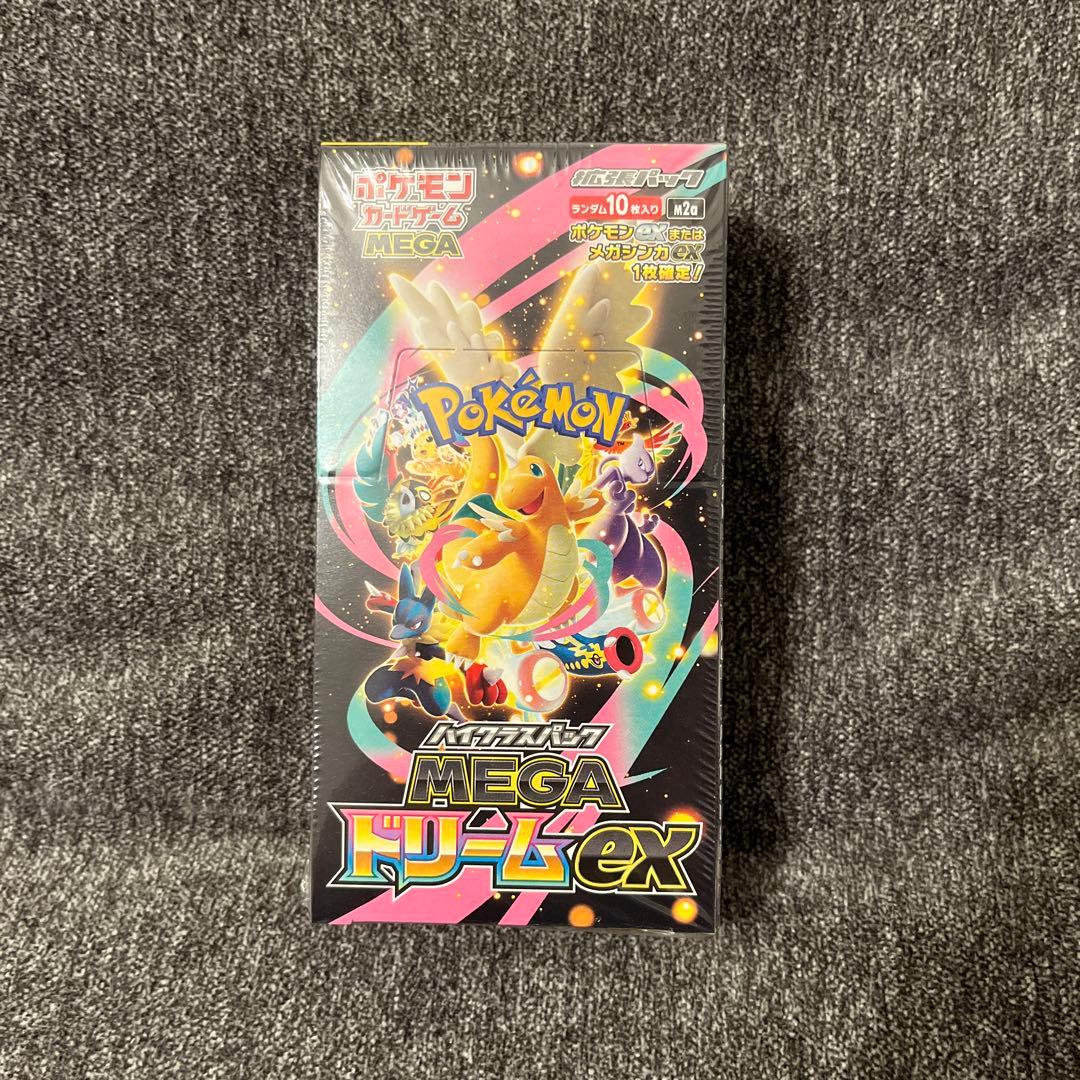 ポケモン
カードゲーム
MEGA
拡張パック
ランダム10枚入り M2a
ポケモンexまたは
メガシンカex
1枚確定!
POKéMON
TM
ハイクラスパック
MEGA
ドリームex